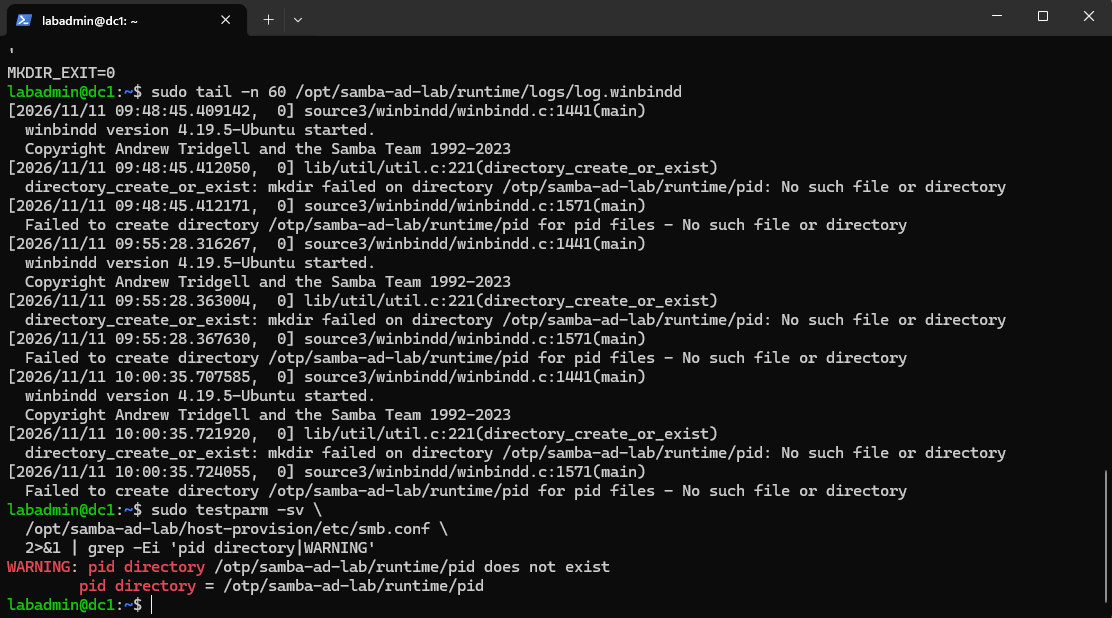 labadmin@dc1: ~
'
MKDIR_EXIT=0
labadmin@dc1:~$ sudo tail -n 60 /opt/samba-ad-lab/runtime/logs/log.winbindd
[2026/11/11 09:48:45.409142,  0] source3/winbindd/winbindd.c:1441(main)
  winbindd version 4.19.5-Ubuntu started.
  Copyright Andrew Tridgell and the Samba Team 1992-2023
[2026/11/11 09:48:45.412050,  0] lib/util/util.c:221(directory_create_or_exist)
  directory_create_or_exist: mkdir failed on directory /otp/samba-ad-lab/runtime/pid: No such file or directory
[2026/11/11 09:48:45.412171,  0] source3/winbindd/winbindd.c:1571(main)
  Failed to create directory /otp/samba-ad-lab/runtime/pid for pid files - No such file or directory
[2026/11/11 09:55:28.316267,  0] source3/winbindd/winbindd.c:1441(main)
  winbindd version 4.19.5-Ubuntu started.
  Copyright Andrew Tridgell and the Samba Team 1992-2023
[2026/11/11 09:55:28.363004,  0] lib/util/util.c:221(directory_create_or_exist)
  directory_create_or_exist: mkdir failed on directory /otp/samba-ad-lab/runtime/pid: No such file or directory
[2026/11/11 09:55:28.367630,  0] source3/winbindd/winbindd.c:1571(main)
  Failed to create directory /otp/samba-ad-lab/runtime/pid for pid files - No such file or directory
[2026/11/11 10:00:35.707585,  0] source3/winbindd/winbindd.c:1441(main)
  winbindd version 4.19.5-Ubuntu started.
  Copyright Andrew Tridgell and the Samba Team 1992-2023
[2026/11/11 10:00:35.721920,  0] lib/util/util.c:221(directory_create_or_exist)
  directory_create_or_exist: mkdir failed on directory /otp/samba-ad-lab/runtime/pid: No such file or directory
[2026/11/11 10:00:35.724055,  0] source3/winbindd/winbindd.c:1571(main)
  Failed to create directory /otp/samba-ad-lab/runtime/pid for pid files - No such file or directory
labadmin@dc1:~$ sudo testparm -sv \
  /opt/samba-ad-lab/host-provision/etc/smb.conf \
  2>&1 | grep -Ei 'pid directory|WARNING'
WARNING: pid directory /otp/samba-ad-lab/runtime/pid does not exist
        pid directory = /otp/samba-ad-lab/runtime/pid
labadmin@dc1:~$